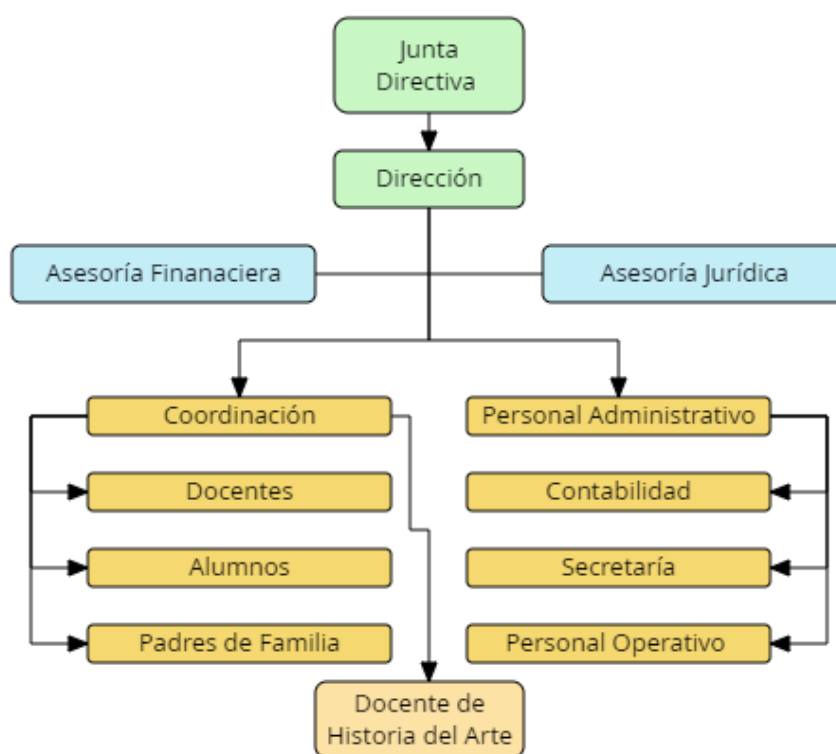 Junta
Directiva
Dirección
Asesoría Finanaciera
Asesoría Jurídica
Coordinación
Personal Administrativo
Docentes
Contabilidad
Alumnos
Secretaría
Padres de Familia
Personal Operativo
Docente de
Historia del Arte